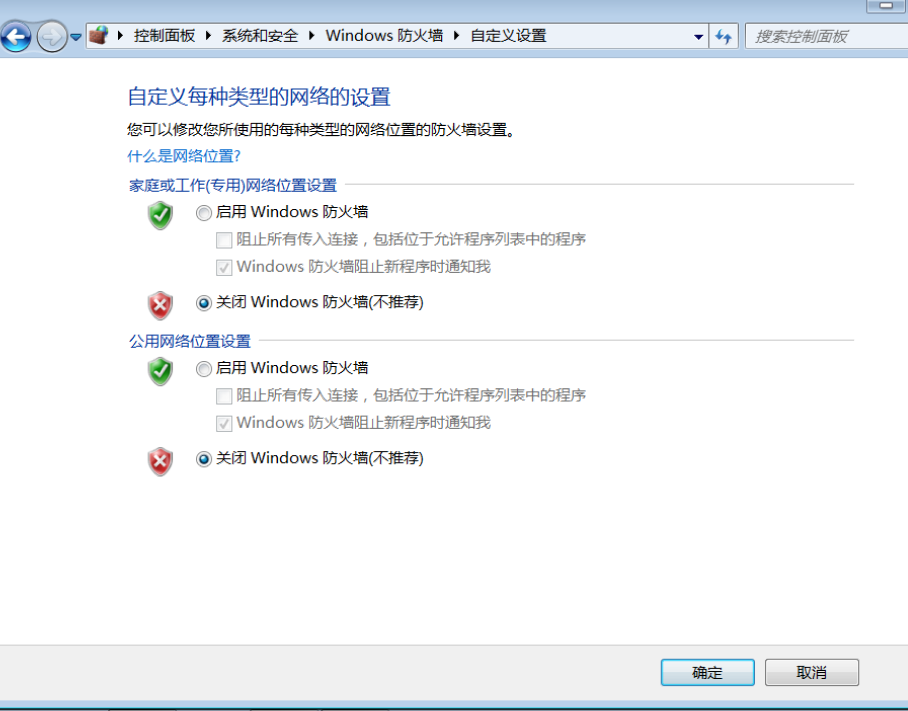 控制面板 系统和安全 Windows 防火墙 自定义设置 搜索控制面板
自定义每种类型的网络的设置
您可以修改您所使用的每种类型的网络位置的防火墙设置。
什么是网络位置?
家庭或工作(专用)网络位置设置
启用 Windows 防火墙
阻止所有传入连接，包括位于允许程序列表中的程序
Windows 防火墙阻止新程序时通知我
关闭 Windows 防火墙(不推荐)
公用网络位置设置
启用 Windows 防火墙
阻止所有传入连接，包括位于允许程序列表中的程序
Windows 防火墙阻止新程序时通知我
关闭 Windows 防火墙(不推荐)
确定 取消